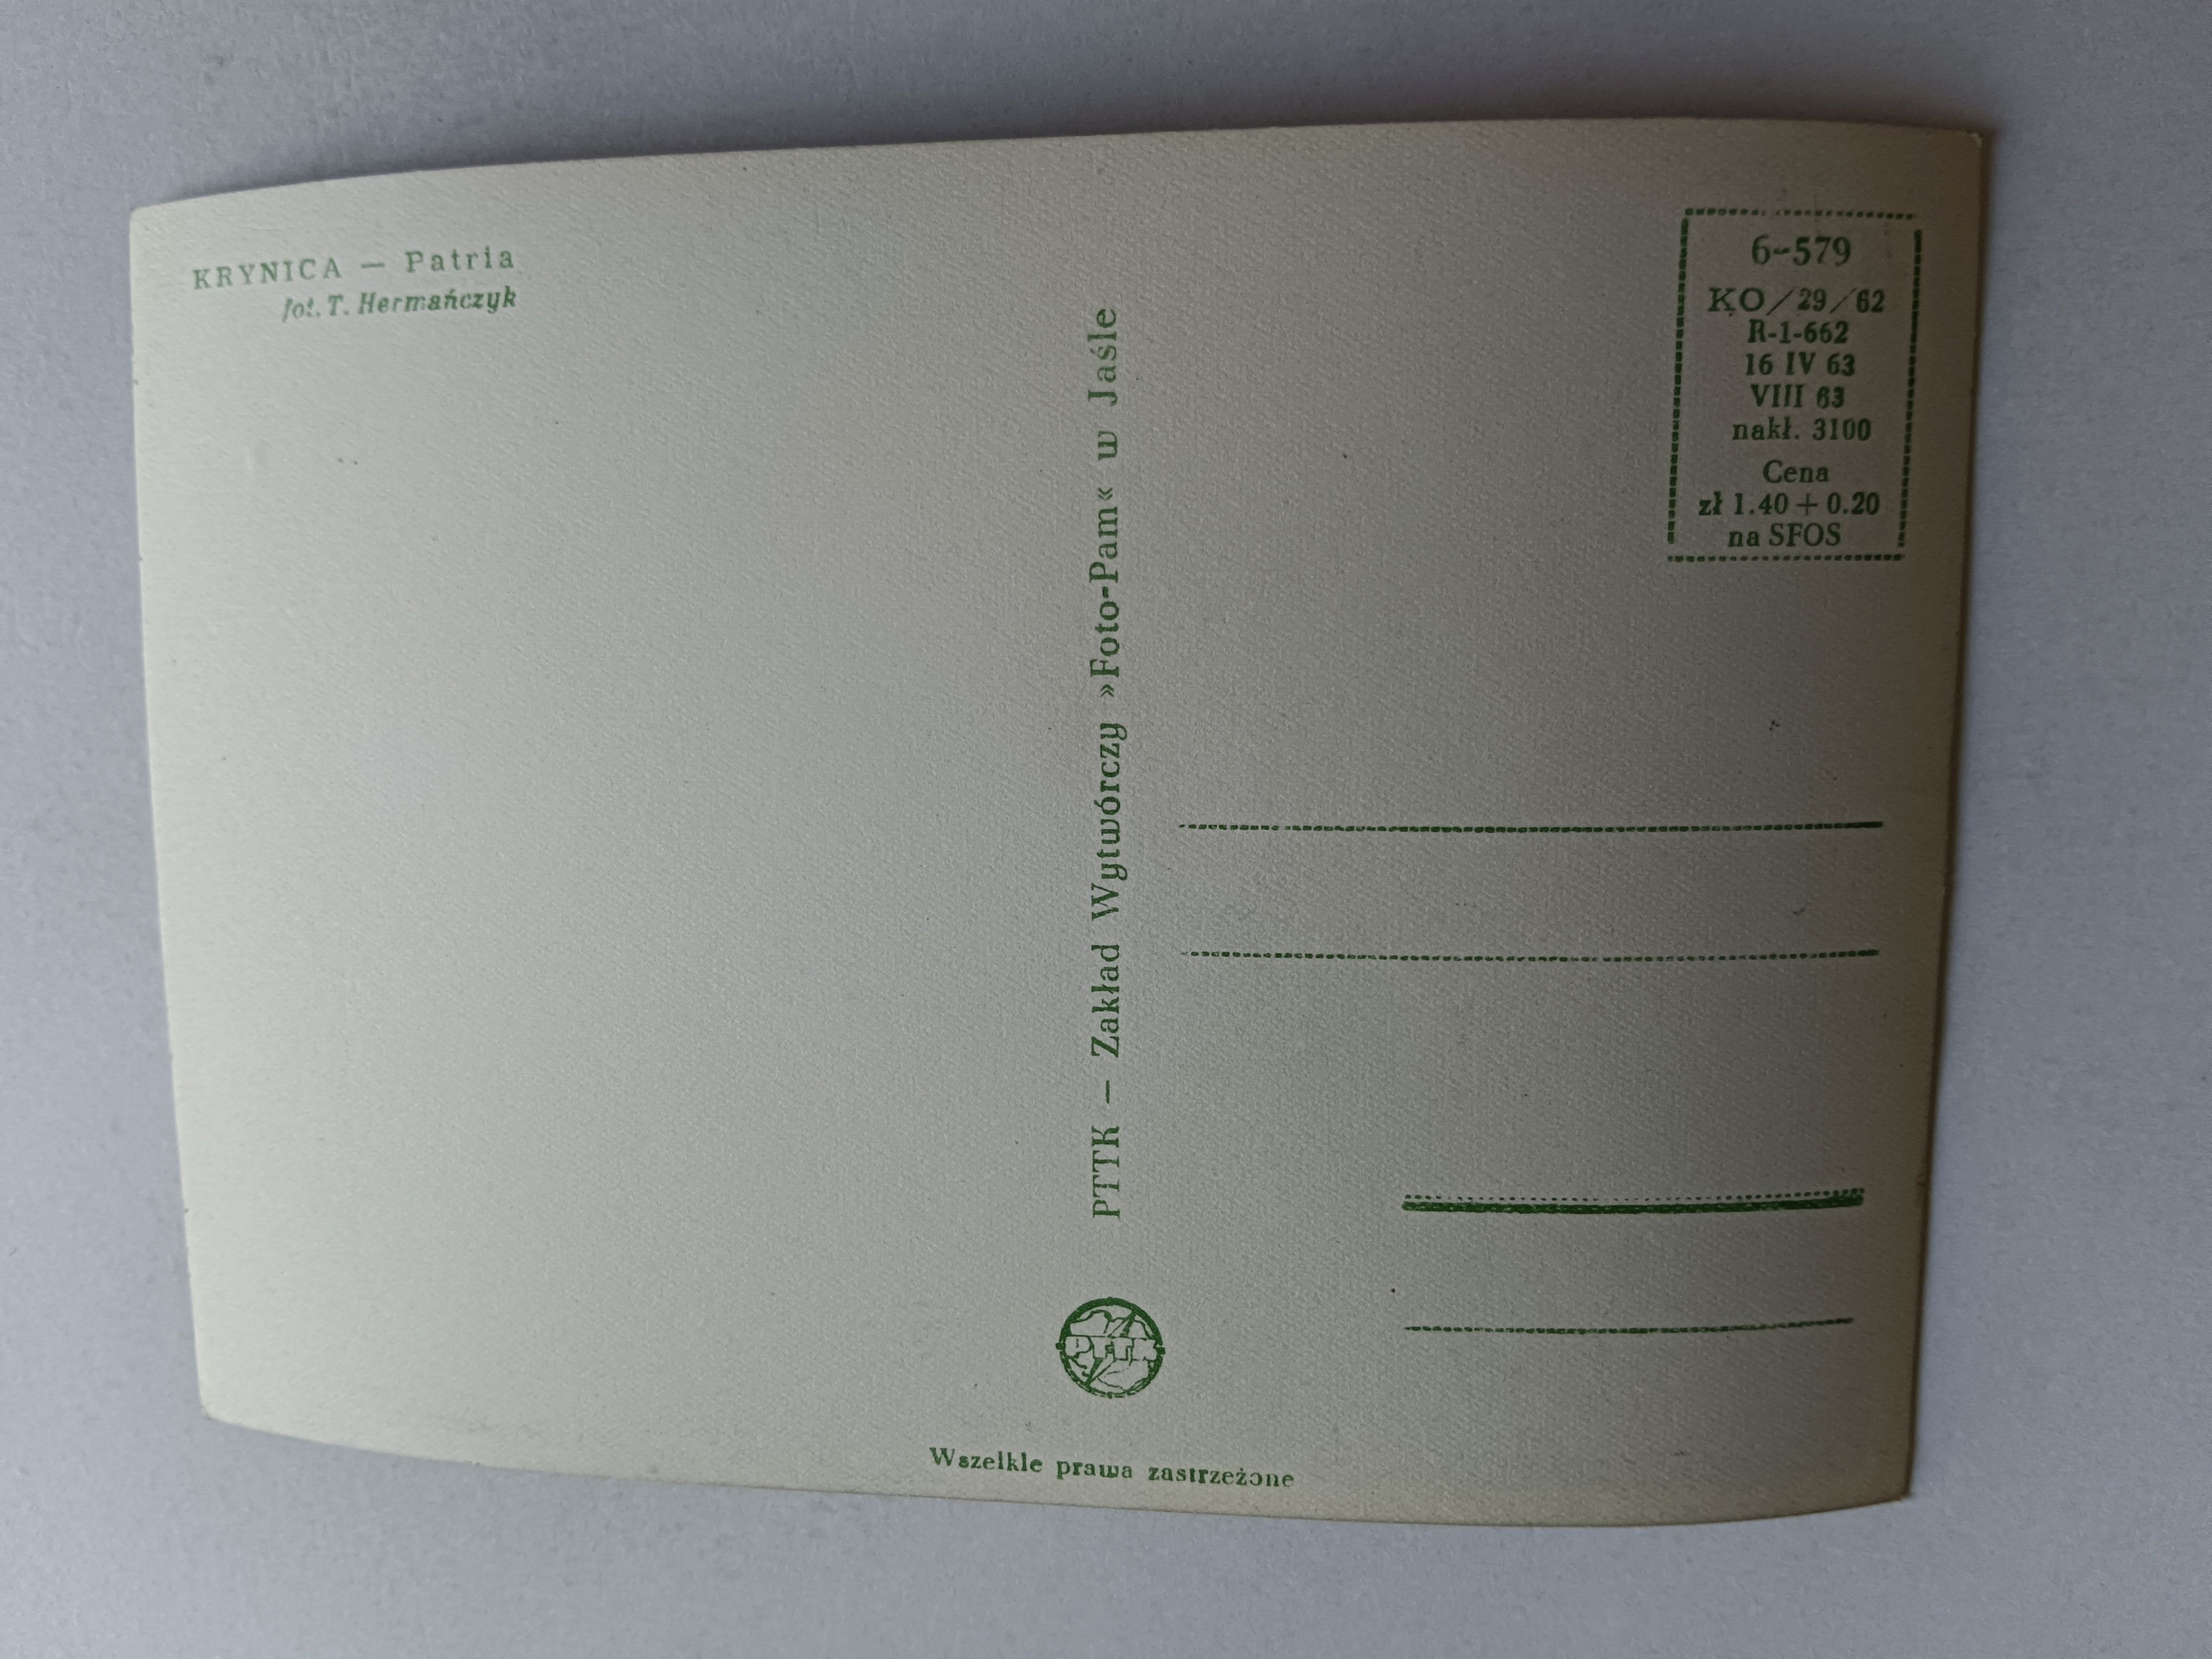 KRYNICA — Patria
fot. T. Hermańczyk
PTTK — Zakład Wytwórczy »Foto-Pam« w Jaśle
6-579
KO/29/62
R-1-662
16 IV 63
VIII 63
nakł. 3100
Cena
zł 1.40 + 0.20
na SFOS
PTTK
Wszelkie prawa zastrzeżone